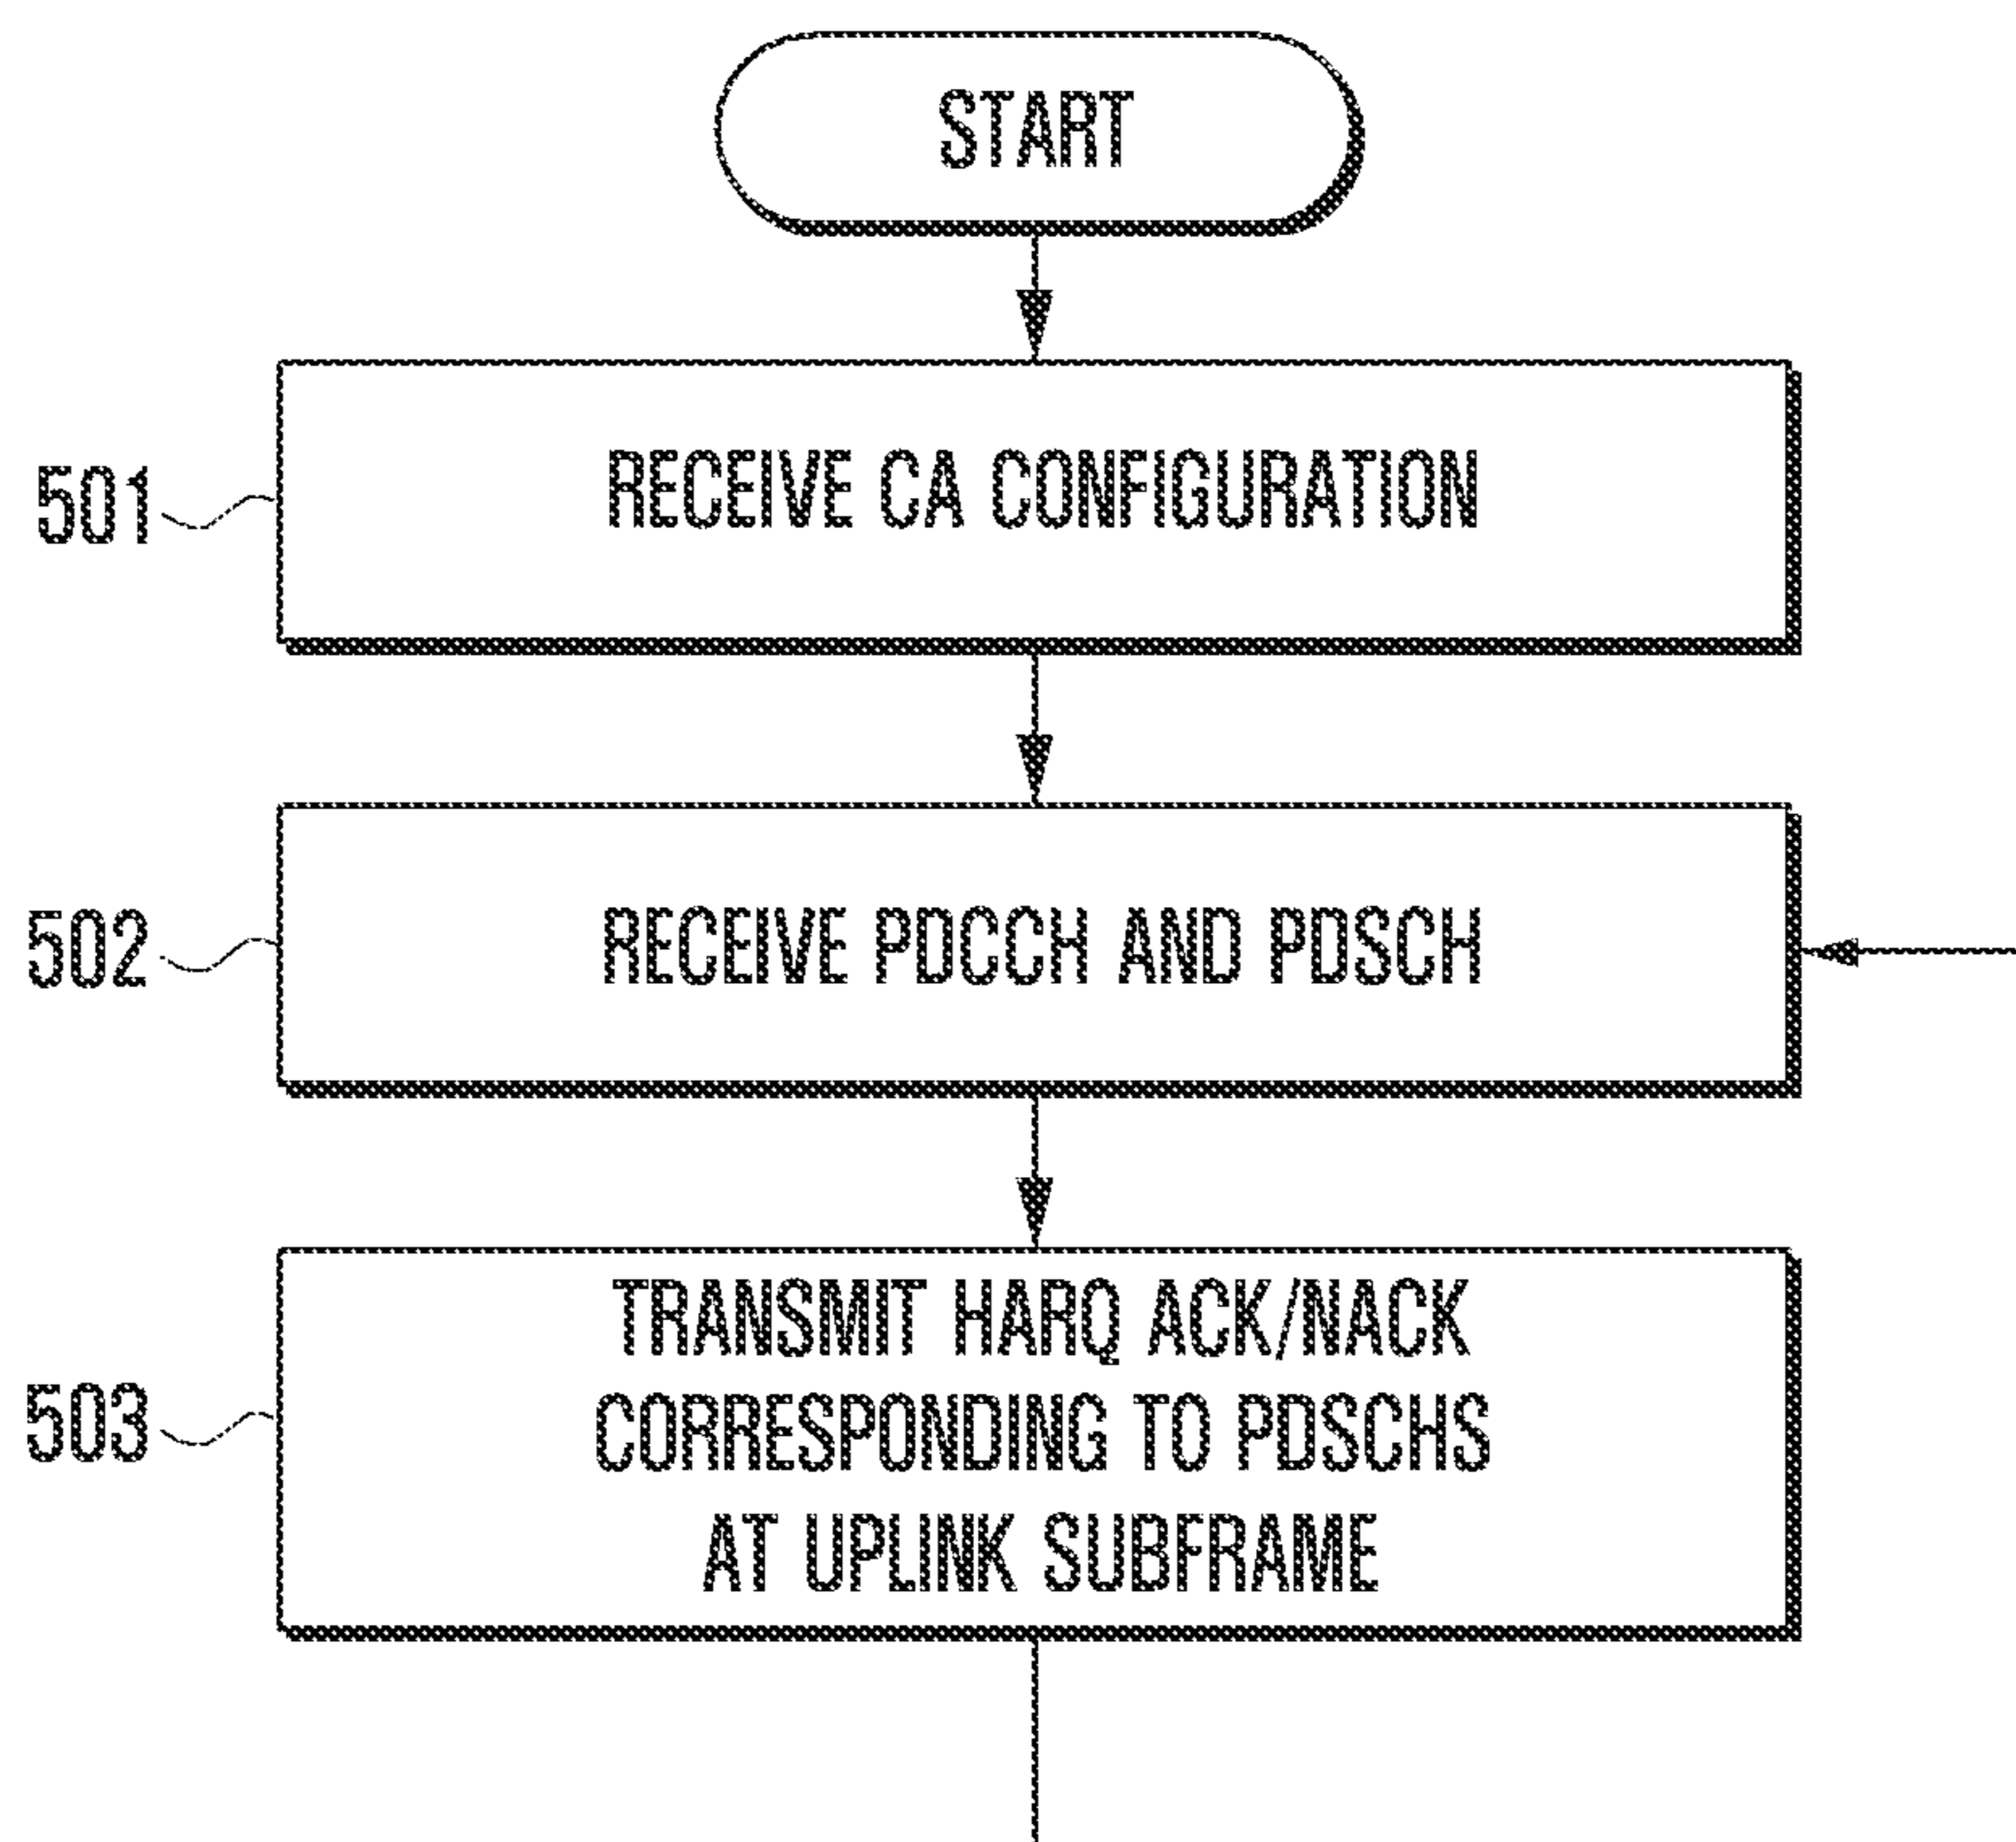 START
501
RECEIVE CA CONFIGURATION
502
RECEIVE PDCCH AND PDSCH
503
TRANSMIT HARQ ACK/NACK
CORRESPONDING TO PDSCHS
AT UPLINK SUBFRAME